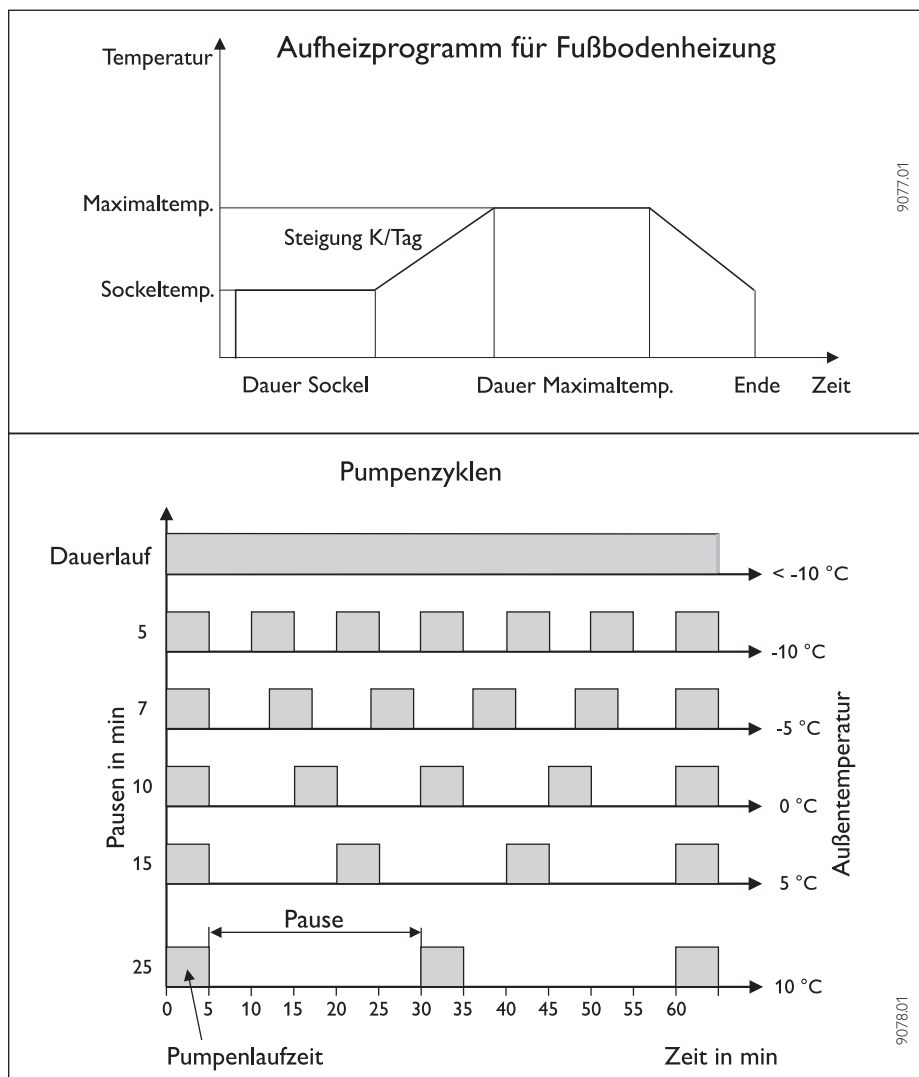 Aufheizprogramm für Fußbodenheizung
Temperatur
Maximaltemp.
Steigung K/Tag
Sockeltemp.
Dauer Sockel
Dauer Maximaltemp.
Ende
Zeit
9077.01
Pumpenzyklen
Dauerlauf
< -10 °C
5
-10 °C
7
-5 °C
10
0 °C
15
5 °C
Pause
25
10 °C
Pausen in min
Außentemperatur
0 5 10 15 20 25 30 35 40 45 50 55 60
Pumpenlaufzeit
Zeit in min
9078.01